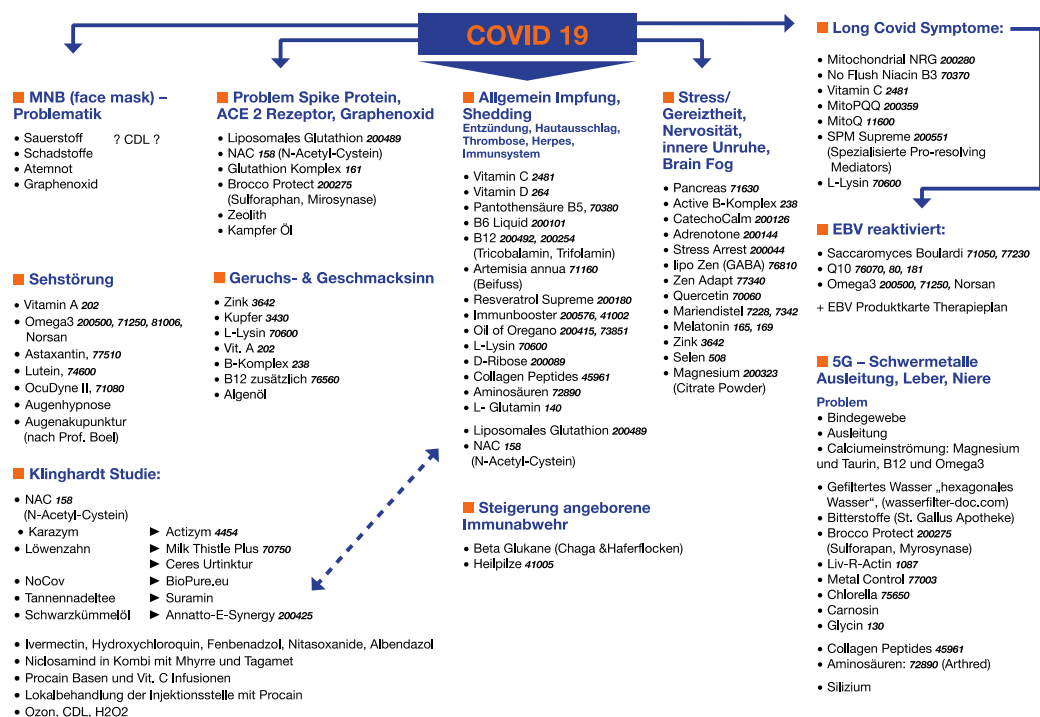 COVID 19
MNB (face mask) –
Problematik
• Sauerstoff ? CDL ?
• Schadstoffe
• Atemnot
• Graphenoxid
Problem Spike Protein,
ACE 2 Rezeptor, Graphenoxid
• Liposomales Glutathion 200489
• NAC 158 (N-Acetyl-Cystein)
• Glutathion Komplex 161
• Brocco Protect 200275
(Sulforaphan, Mirosynase)
• Zeolith
• Kampfer Öl
Sehstörung
• Vitamin A 202
• Omega3 200500, 71250, 81006,
Norsan
• Astaxantin, 77510
• Lutein, 74600
• OcuDyne II, 71080
• Augenhypnose
• Augenakupunktur
(nach Prof. Boel)
Geruchs- & Geschmacksinn
• Zink 3642
• Kupfer 3430
• L-Lysin 70600
• Vit. A 202
• B-Komplex 238
• B12 zusätzlich 76560
• Algenöl
Klinghardt Studie:
• NAC 158
(N-Acetyl-Cystein)
• Karazym ► Actizym 4454
• Löwenzahn ► Milk Thistle Plus 70750
► Ceres Urtinktur
• NoCov ► BioPure.eu
• Tannennadeltee ► Suramin
• Schwarzkümmelöl ► Annatto-E-Synergy 200425
• Ivermectin, Hydroxychloroquin, Fenbenadzol, Nitasoxanide, Albendazol
• Niclosamind in Kombi mit Mhyrre und Tagamet
• Procain Basen und Vit. C Infusionen
• Lokalbehandlung der Injektionsstelle mit Procain
• Ozon, CDL, H2O2
Allgemein Impfung,
Shedding
Entzündung, Hautausschlag,
Thrombose, Herpes,
Immunsystem
• Vitamin C 2481
• Vitamin D 264
• Pantothensäure B5, 70380
• B6 Liquid 200101
• B12 200492, 200254
(Tricobalamin, Trifolamin)
• Artemisia annua 71160
(Beifuss)
• Resveratrol Supreme 200180
• Immunbooster 200576, 41002
• Oil of Oregano 200415, 73851
• L-Lysin 70600
• D-Ribose 200089
• Collagen Peptides 45961
• Aminosäuren 72890
• L- Glutamin 140
• Liposomales Glutathion 200489
• NAC 158
(N-Acetyl-Cystein)
Steigerung angeborene
Immunabwehr
• Beta Glukane (Chaga &Haferflocken)
• Heilpilze 41005
Stress/
Gereiztheit,
Nervosität,
innere Unruhe,
Brain Fog
• Pancreas 71630
• Active B-Komplex 238
• CatechoCalm 200126
• Adrenotone 200144
• Stress Arrest 200044
• lipo Zen (GABA) 76810
• Zen Adapt 77340
• Quercetin 70060
• Mariendistel 7228, 7342
• Melatonin 165, 169
• Zink 3642
• Selen 508
• Magnesium 200323
(Citrate Powder)
Long Covid Symptome:
• Mitochondrial NRG 200280
• No Flush Niacin B3 70370
• Vitamin C 2481
• MitoPQQ 200359
• MitoQ 11600
• SPM Supreme 200551
(Spezialisierte Pro-resolving
Mediators)
• L-Lysin 70600
EBV reaktiviert:
• Saccaromyces Boulardi 71050, 77230
• Q10 76070, 80, 181
• Omega3 200500, 71250, Norsan
+ EBV Produktkarte Therapieplan
5G – Schwermetalle
Ausleitung, Leber, Niere
Problem
• Bindegewebe
• Ausleitung
• Calciumeinströmung: Magnesium
und Taurin, B12 und Omega3
• Gefiltertes Wasser „hexagonales
Wasser“, (wasserfilter-doc.com)
• Bitterstoffe (St. Gallus Apotheke)
• Brocco Protect 200275
(Sulforapan, Myrosynase)
• Liv-R-Actin 1087
• Metal Control 77003
• Chlorella 75650
• Carnosin
• Glycin 130
• Collagen Peptides 45961
• Aminosäuren: 72890 (Arthred)
• Silizium